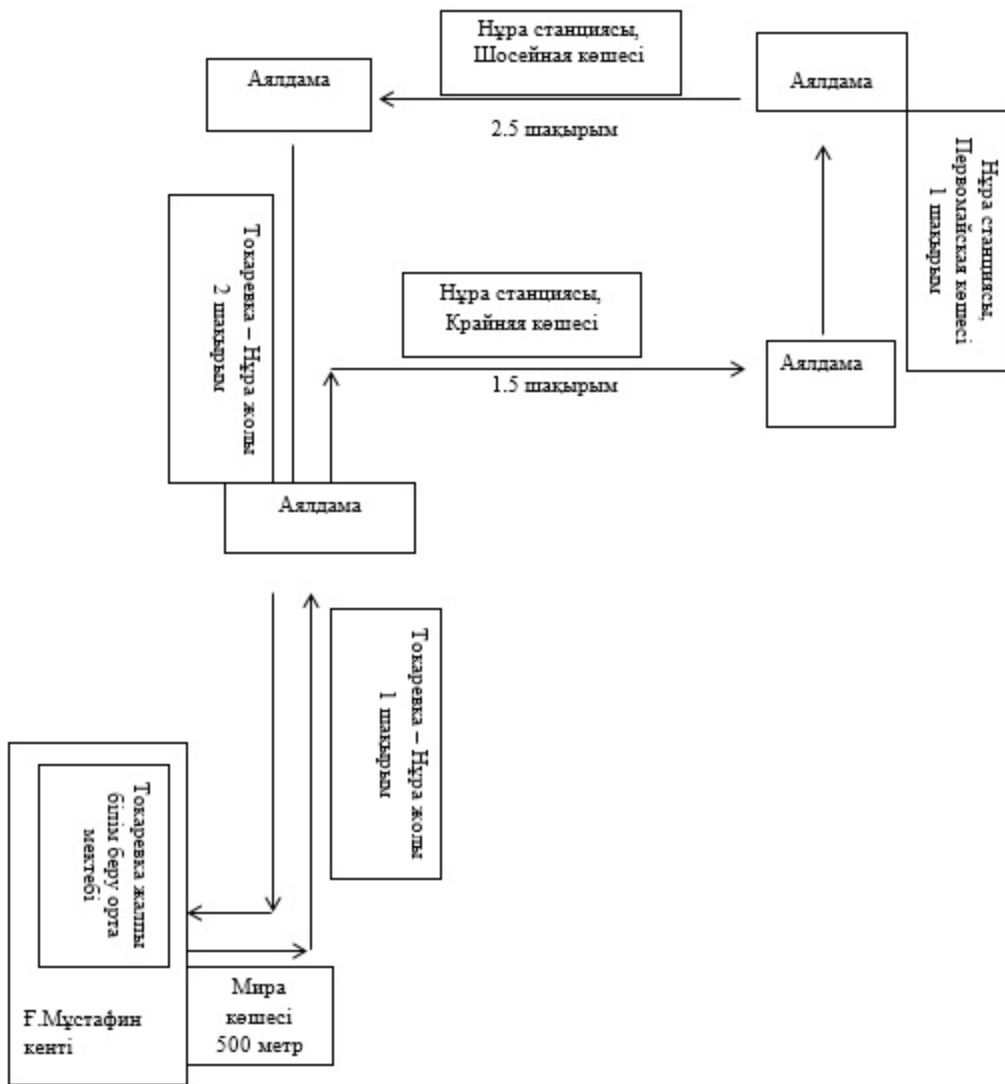 Нұра станциясы,
Шосейная көшесі
Аялдама
Аялдама
2.5 шақырым
Нұра станциясы,
Первомайская көшесі
1 шақырым
Токаревка – Нұра жолы
2 шақырым
Нұра станциясы,
Крайняя көшесі
Аялдама
1.5 шақырым
Аялдама
Токаревка – Нұра жолы
1 шақырым
Токаревка жалпы
білім беру орта
мектебі
Ғ.Мұстафин
кенті
Мира
көшесі
500 метр